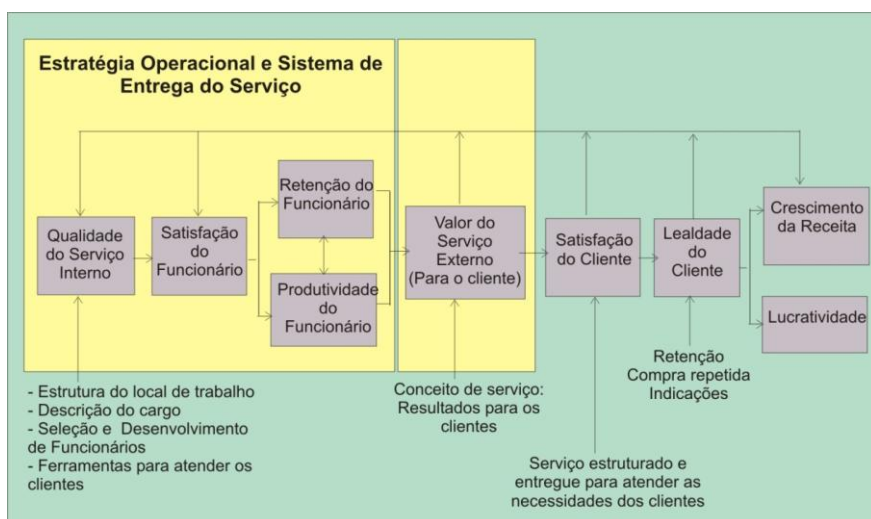 Estratégia Operacional e Sistema de
Entrega do Serviço
Qualidade
do Serviço
Interno
Satisfação
do
Funcionário
Retenção do
Funcionário
Produtividade
do
Funcionário
Valor do
Serviço
Externo
(Para o cliente)
Satisfação
do Cliente
Lealdade
do
Cliente
Crescimento
da Receita
Lucratividade
- Estrutura do local de trabalho
- Descrição do cargo
- Seleção e Desenvolvimento
de Funcionários
- Ferramentas para atender os
clientes
Conceito de serviço:
Resultados para os
clientes
Serviço estruturado e
entregue para atender as
necessidades dos clientes
Retenção
Compra repetida
Indicações